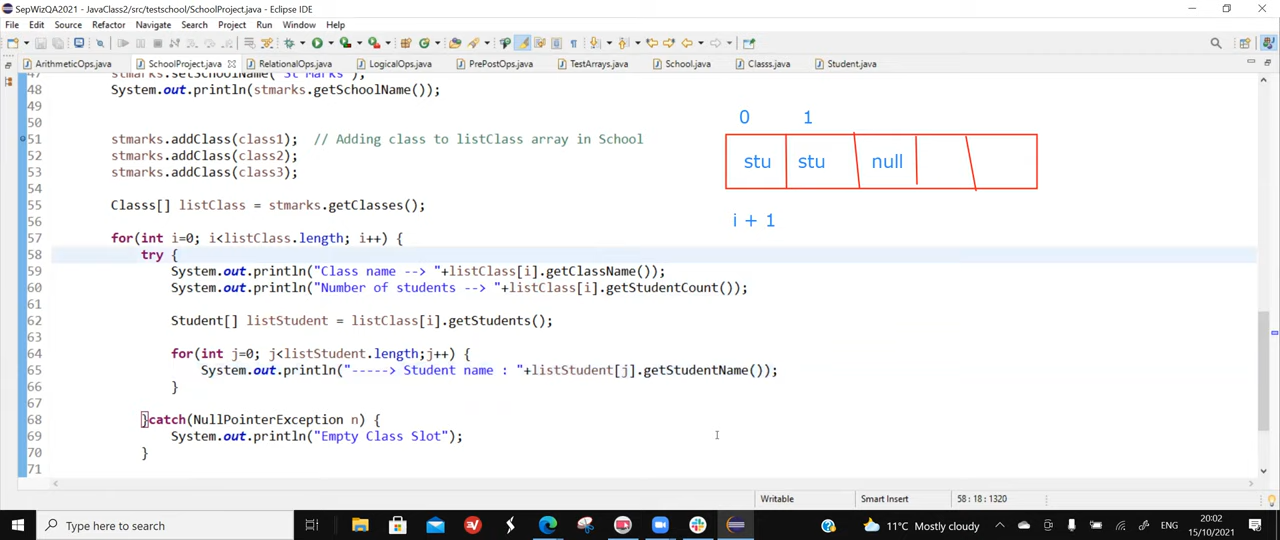 SepWizQA2021 - JavaClass2/src/testschool/SchoolProject.java - Eclipse IDE
File Edit Source Refactor Navigate Search Project Run Window Help
ArithmeticOps.java SchoolProject.java RelationalOps.java LogicalOps.java PrePostOps.java TestArrays.java School.java Classs.java Student.java
47 stmarks.setSchoolName("St Marks");
48 System.out.println(stmarks.getSchoolName());
49
50
51 stmarks.addClass(class1); // Adding class to listClass array in School
52 stmarks.addClass(class2);
53 stmarks.addClass(class3);
54
55 Classs[] listClass = stmarks.getClasses();
56
57 for(int i=0; i<listClass.length; i++) {
58 try {
59 System.out.println("Class name --> "+listClass[i].getClassName());
60 System.out.println("Number of students --> "+listClass[i].getStudentCount());
61
62 Student[] listStudent = listClass[i].getStudents();
63
64 for(int j=0; j<listStudent.length;j++) {
65 System.out.println("-----> Student name : "+listStudent[j].getStudentName());
66 }
67
68 }catch(NullPointerException n) {
69 System.out.println("Empty Class Slot");
70 }
71
0 1
stu stu null
i + 1
Writable Smart Insert 58 : 18 : 1320
Type here to search
11°C Mostly cloudy ENG 20:02
15/10/2021